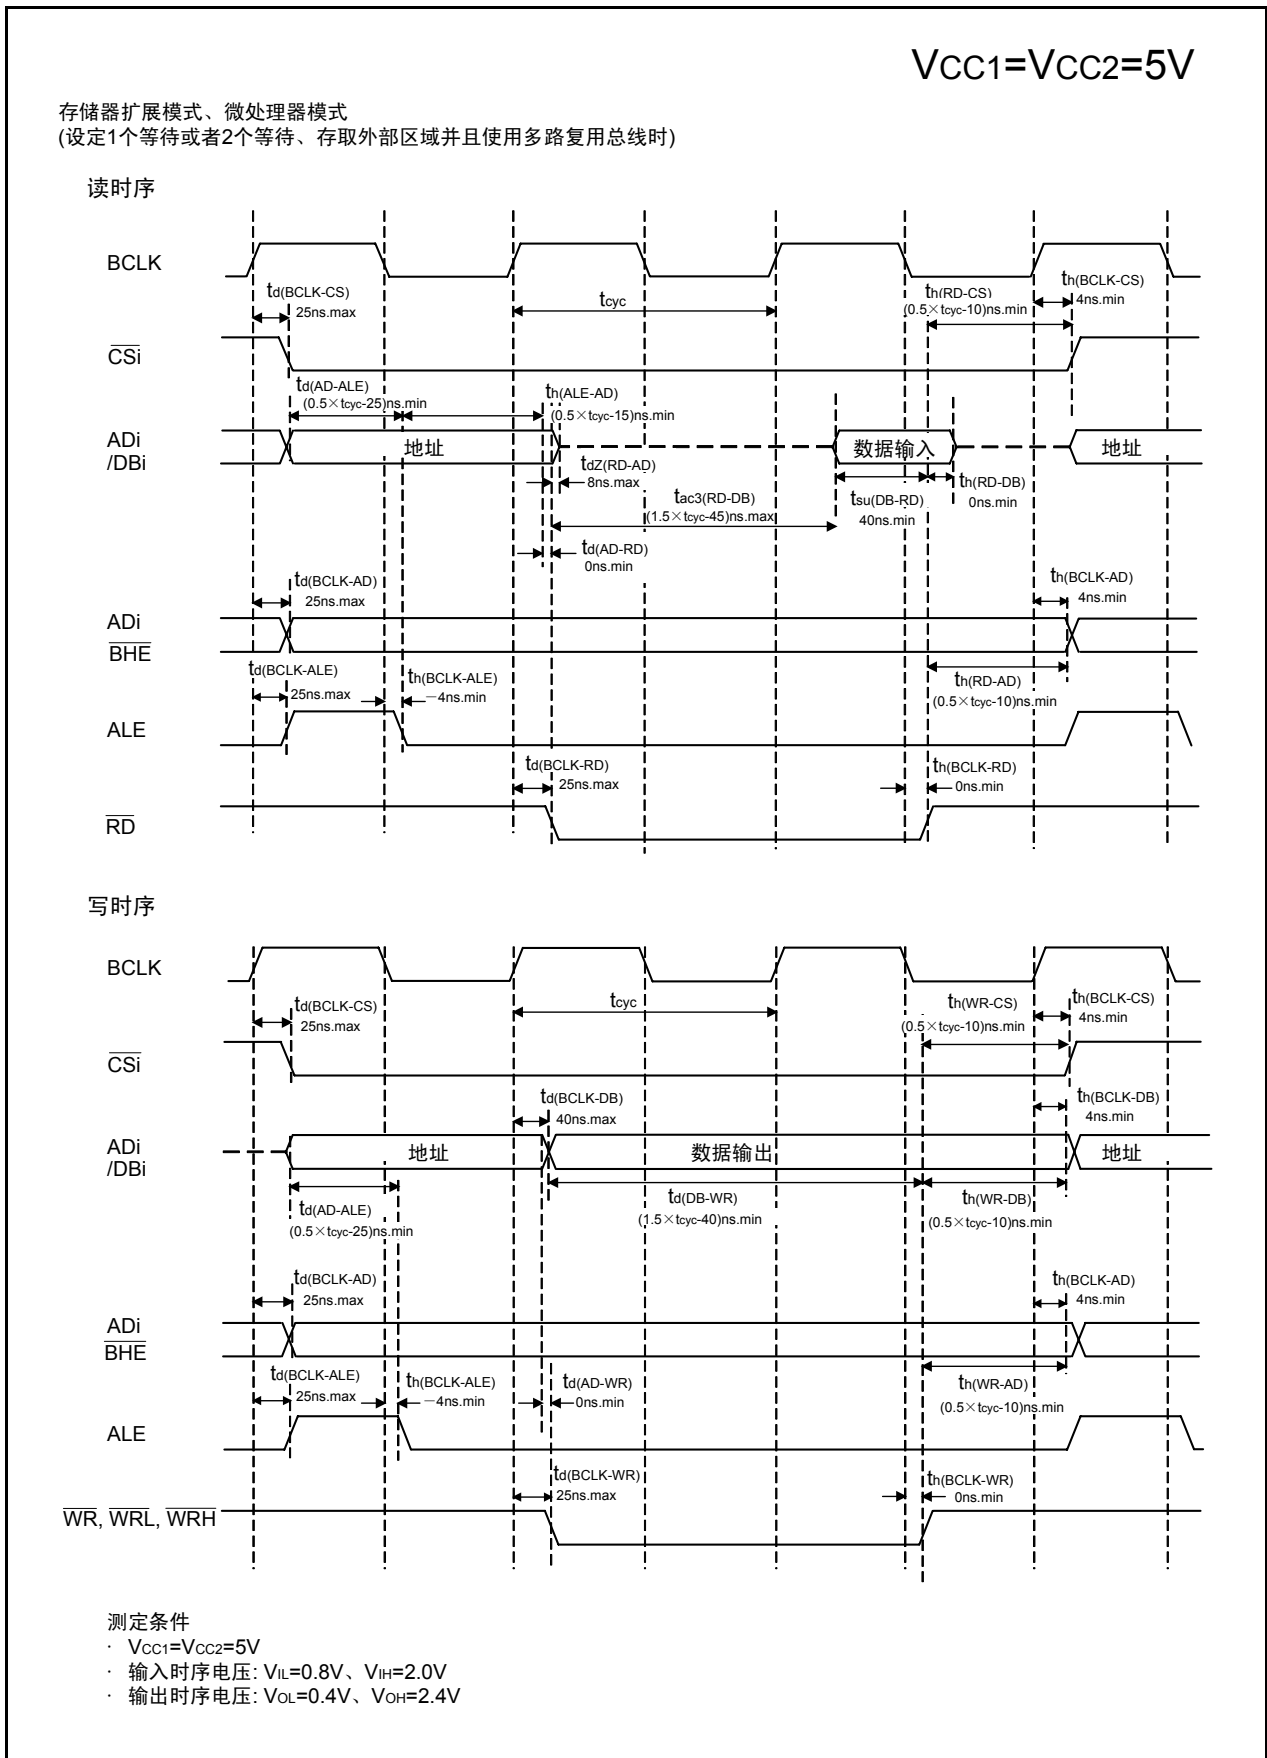 VCC1=VCC2=5V
存储器扩展模式、微处理器模式
(设定1个等待或者2个等待、存取外部区域并且使用多路复用总线时)
读时序
BCLK
td(BCLK-CS)
25ns.max
tcyc
th(RD-CS)
(0.5×tcyc-10)ns.min
th(BCLK-CS)
4ns.min
CSi
td(AD-ALE)
(0.5×tcyc-25)ns.min
th(ALE-AD)
(0.5×tcyc-15)ns.min
ADi
/DBi
地址
数据输入
地址
tdZ(RD-AD)
8ns.max
tac3(RD-DB)
(1.5×tcyc-45)ns.max
tsu(DB-RD)
40ns.min
th(RD-DB)
0ns.min
td(AD-RD)
0ns.min
td(BCLK-AD)
25ns.max
th(BCLK-AD)
4ns.min
ADi
BHE
td(BCLK-ALE)
25ns.max
th(BCLK-ALE)
-4ns.min
th(RD-AD)
(0.5×tcyc-10)ns.min
ALE
td(BCLK-RD)
25ns.max
th(BCLK-RD)
0ns.min
RD
写时序
BCLK
td(BCLK-CS)
25ns.max
tcyc
th(WR-CS)
(0.5×tcyc-10)ns.min
th(BCLK-CS)
4ns.min
CSi
td(BCLK-DB)
40ns.max
th(BCLK-DB)
4ns.min
ADi
/DBi
地址
数据输出
地址
td(AD-ALE)
(0.5×tcyc-25)ns.min
td(DB-WR)
(1.5×tcyc-40)ns.min
th(WR-DB)
(0.5×tcyc-10)ns.min
td(BCLK-AD)
25ns.max
th(BCLK-AD)
4ns.min
ADi
BHE
td(BCLK-ALE)
25ns.max
th(BCLK-ALE)
-4ns.min
td(AD-WR)
0ns.min
th(WR-AD)
(0.5×tcyc-10)ns.min
ALE
td(BCLK-WR)
25ns.max
th(BCLK-WR)
0ns.min
WR, WRL, WRH
测定条件
· VCC1=VCC2=5V
· 输入时序电压: VIL=0.8V、VIH=2.0V
· 输出时序电压: VOL=0.4V、VOH=2.4V